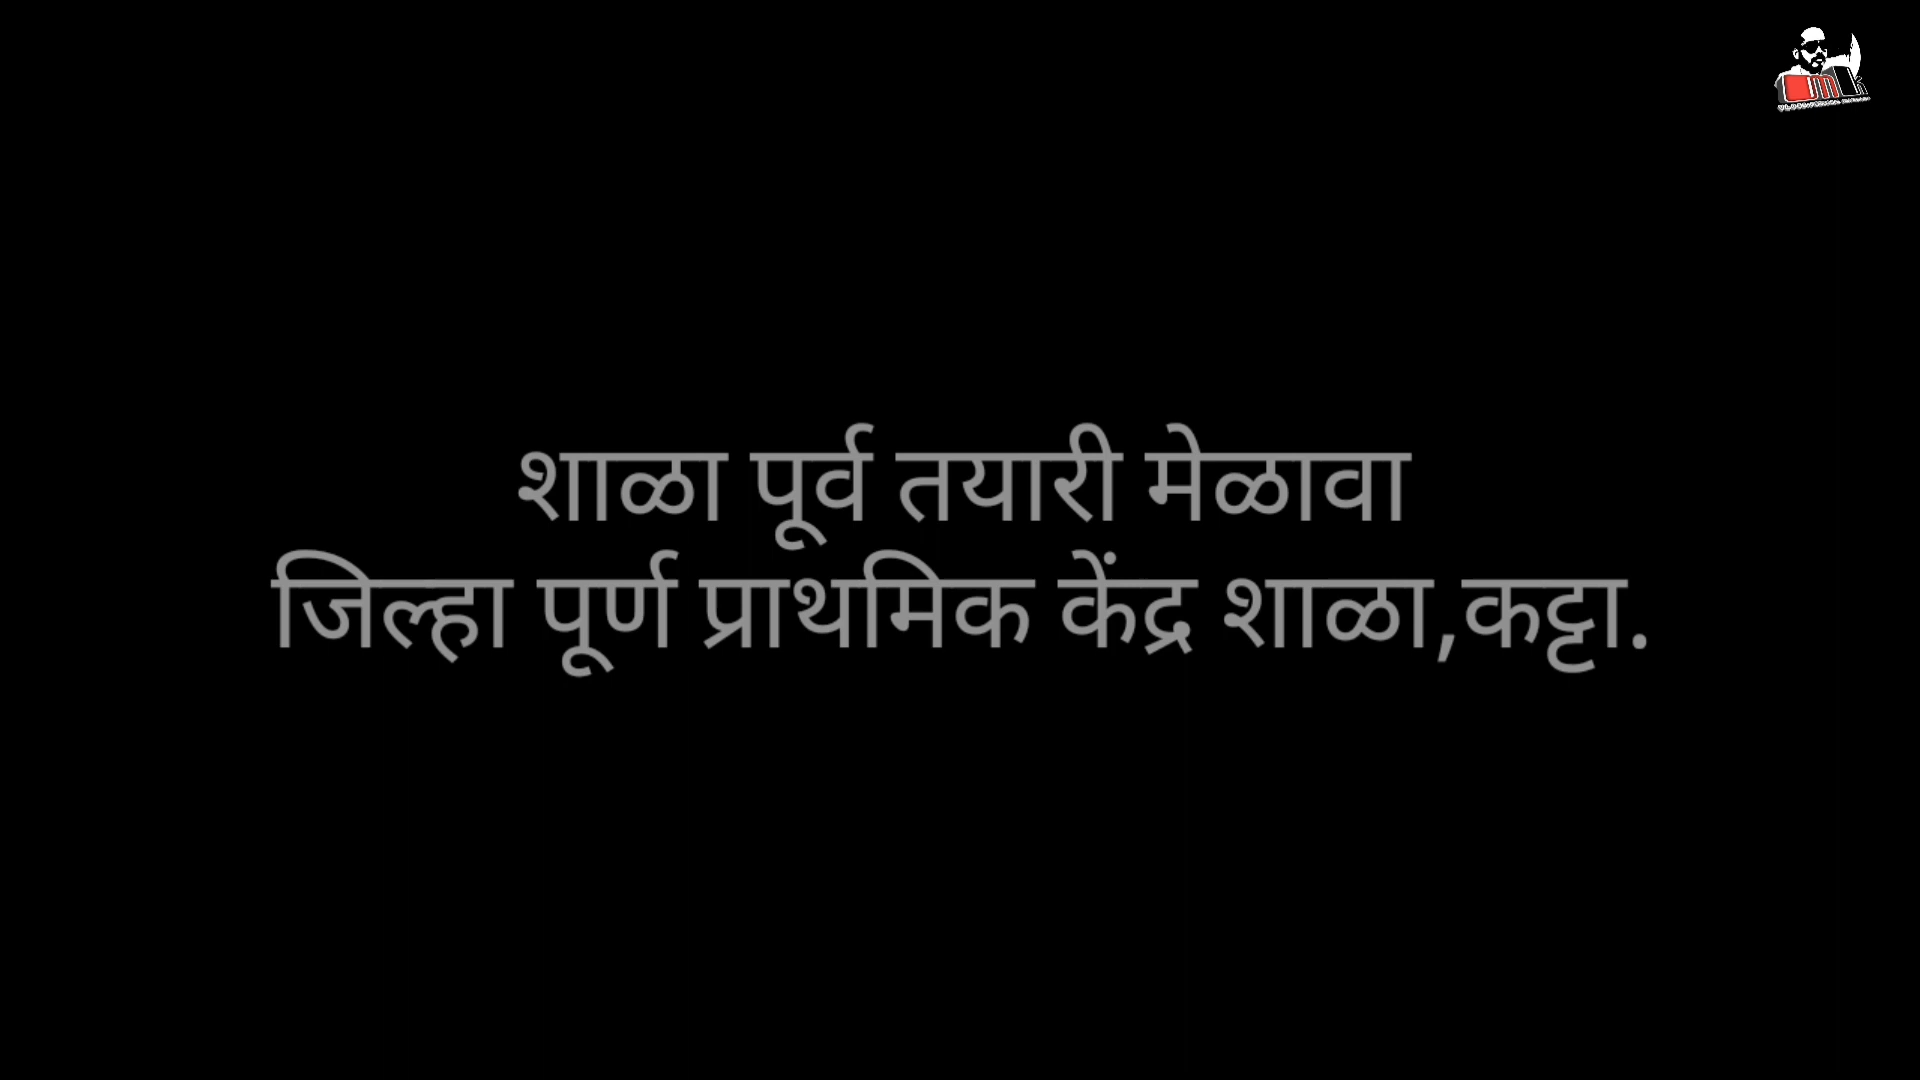 शाळा पूर्व तयारी मेळावा
जिल्हा पूर्ण प्राथमिक केंद्र शाळा,कट्टा.